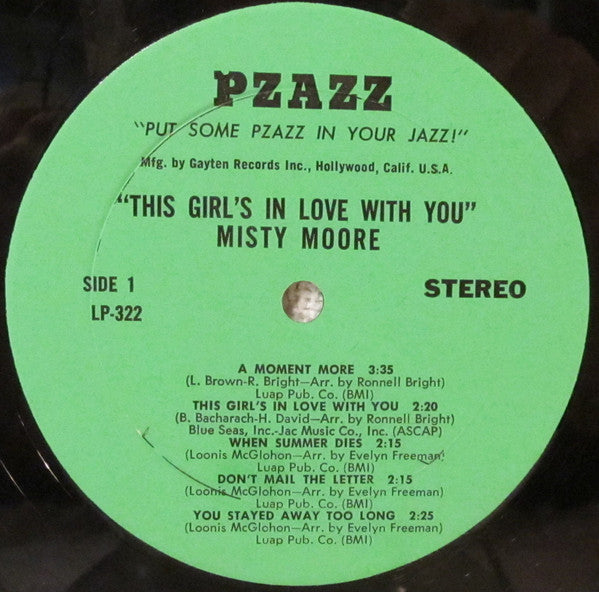 PZAZZ
"PUT SOME PZAZZ IN YOUR JAZZ!"
Mfg. by Gayten Records Inc., Hollywood, Calif. U.S.A.
"THIS GIRL'S IN LOVE WITH YOU"
MISTY MOORE
SIDE 1
LP-322
STEREO
A MOMENT MORE 3:35
(L. Brown-R. Bright—Arr. by Ronnell Bright)
Luap Pub. Co. (BMI)
THIS GIRL'S IN LOVE WITH YOU 2:20
(B. Bacharach-H. David—Arr. by Ronnell Bright)
Blue Seas, Inc.-Jac Music Co., Inc. (ASCAP)
WHEN SUMMER DIES 2:15
(Loonis McGlohon—Arr. by Evelyn Freeman)
Luap Pub. Co. (BMI)
DON'T MAIL THE LETTER 2:15
(Loonis McGlohon—Arr. by Evelyn Freeman)
Luap Pub. Co. (BMI)
YOU STAYED AWAY TOO LONG 2:25
(Loonis McGlohon—Arr. by Evelyn Freeman)
Luap Pub. Co. (BMI)